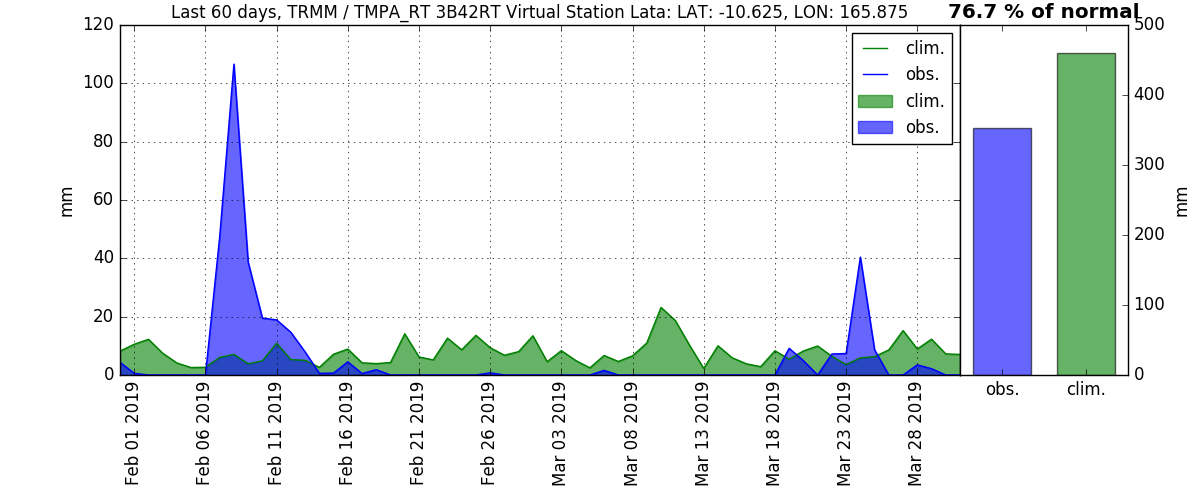 Last 60 days, TRMM / TMPA_RT 3B42RT Virtual Station Lata: LAT: -10.625, LON: 165.875
76.7 % of normal
120
100
80
60
40
20
0
mm
clim.
obs.
clim.
obs.
500
400
300
200
100
0
mm
obs.
clim.
Feb 01 2019
Feb 06 2019
Feb 11 2019
Feb 16 2019
Feb 21 2019
Feb 26 2019
Mar 03 2019
Mar 08 2019
Mar 13 2019
Mar 18 2019
Mar 23 2019
Mar 28 2019